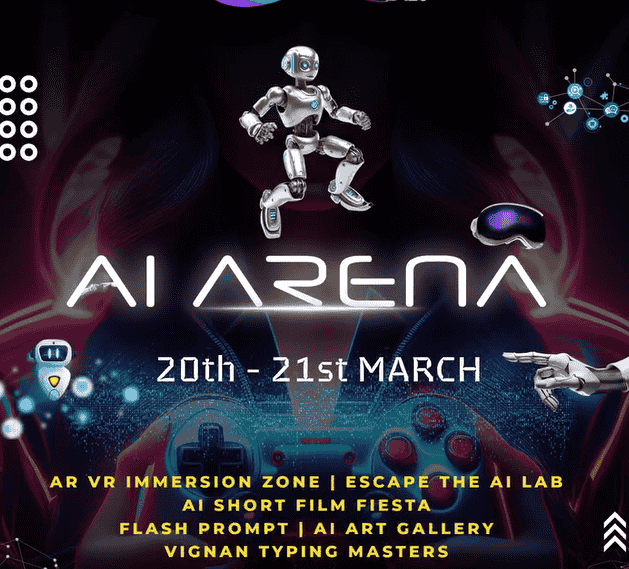 AI ARENA
20th - 21st MARCH
AR VR IMMERSION ZONE | ESCAPE THE AI LAB
AI SHORT FILM FIESTA
FLASH PROMPT | AI ART GALLERY
VIGNAN TYPING MASTERS